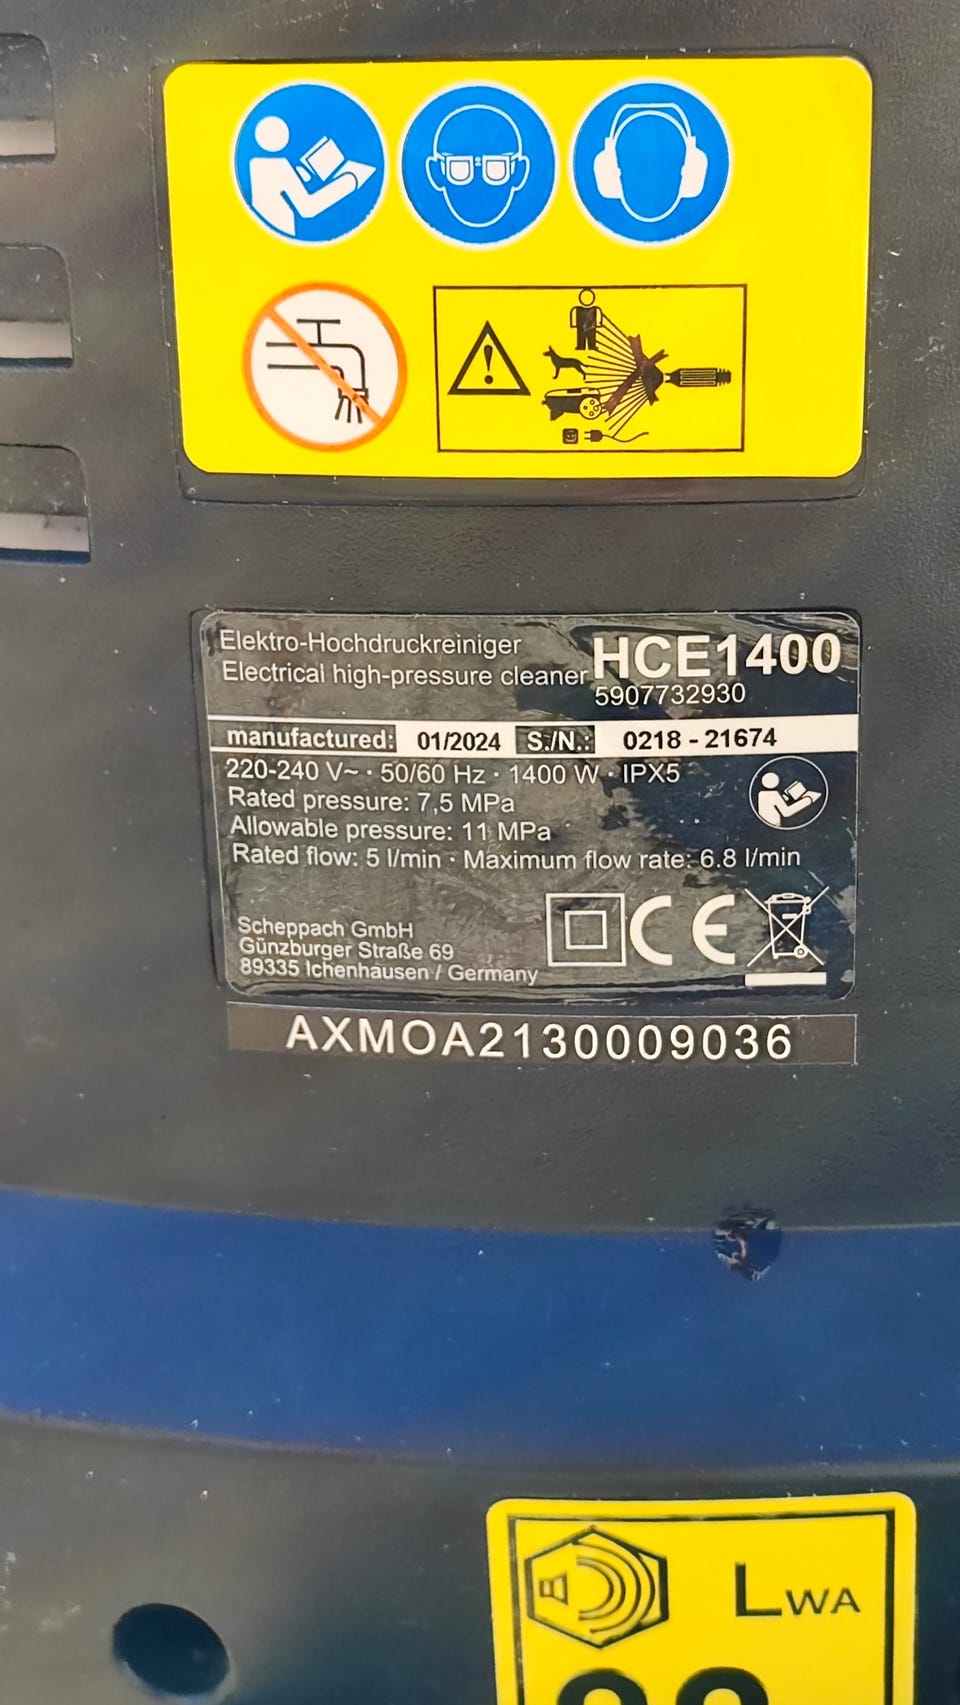 Elektro-Hochdruckreiniger
Electrical high-pressure cleaner
HCE1400
5907732930
manufactured: 01/2024 S./N.: 0218 - 21674
220-240 V~ · 50/60 Hz · 1400 W · IPX5
Rated pressure: 7,5 MPa
Allowable pressure: 11 MPa
Rated flow: 5 l/min · Maximum flow rate: 6.8 l/min
Scheppach GmbH
Günzburger Straße 69
89335 Ichenhausen / Germany
CE
AXMOA2130009036
LWA